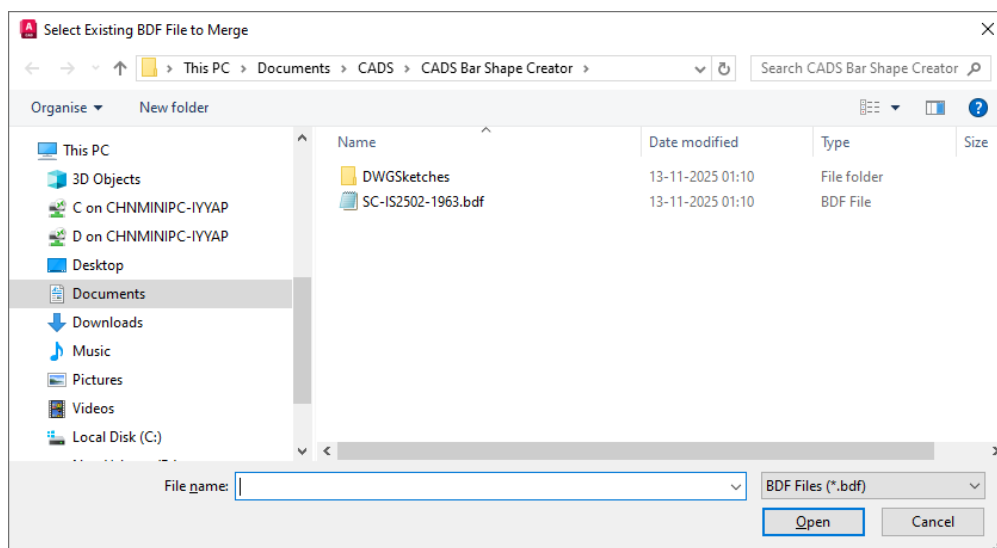 Select Existing BDF File to Merge
This PC > Documents > CADS > CADS Bar Shape Creator >
Search CADS Bar Shape Creator
Organise
New folder
Name
Date modified
Type
Size
This PC
3D Objects
C on CHNMINIPC-IYYAP
D on CHNMINIPC-IYYAP
Desktop
Documents
Downloads
Music
Pictures
Videos
Local Disk (C:)
DWGSketches 13-11-2025 01:10 File folder
SC-IS2502-1963.bdf 13-11-2025 01:10 BDF File
File name:
BDF Files (*.bdf)
Open
Cancel